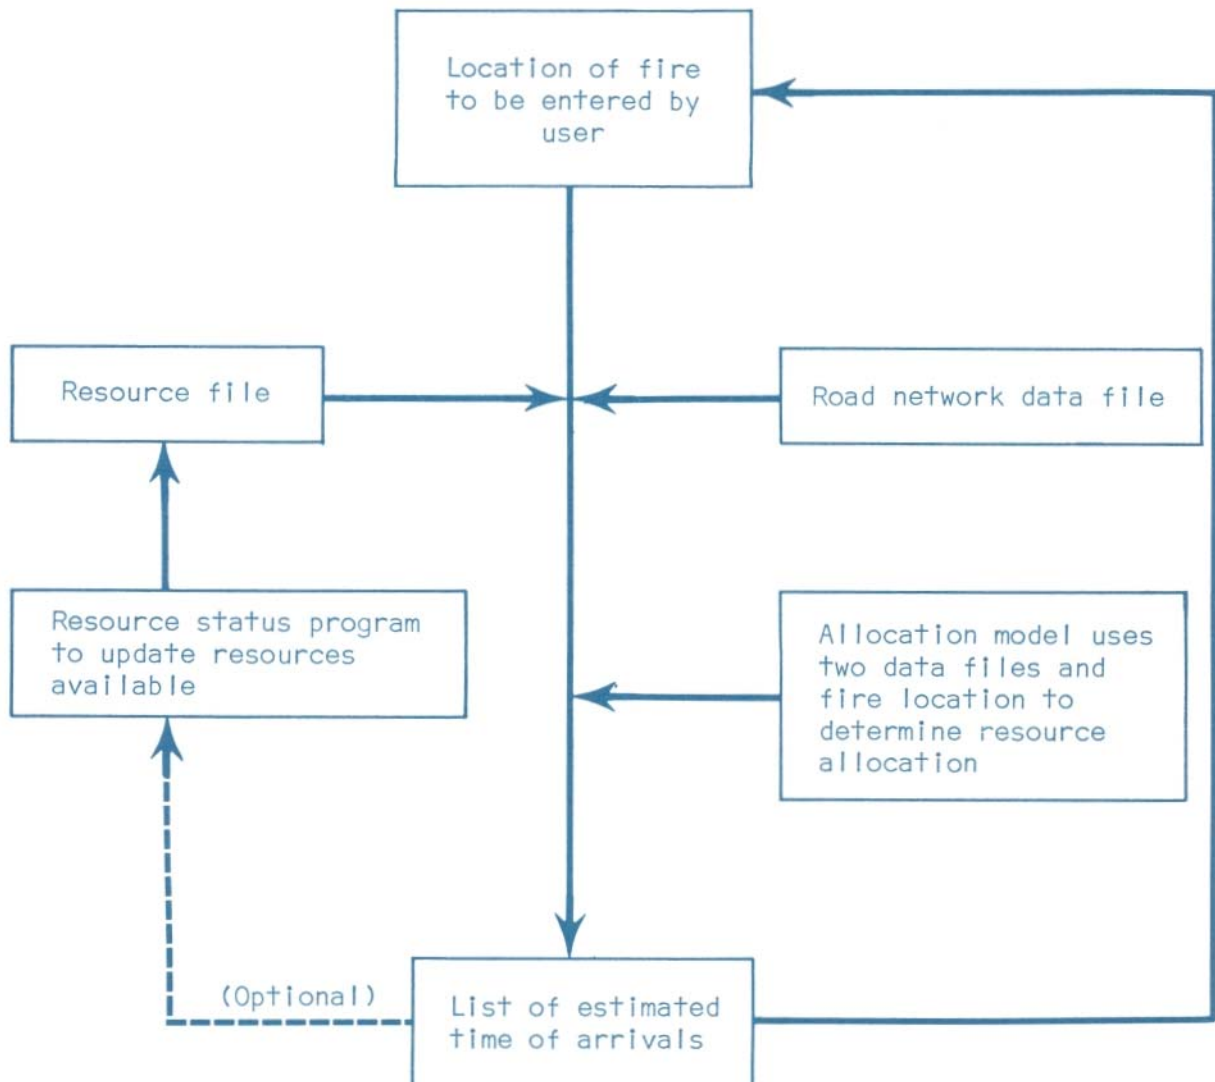 Location of fire
to be entered by
user
Resource file
Road network data file
Resource status program
to update resources
available
Allocation model uses
two data files and
fire location to
determine resource
allocation
(Optional)
List of estimated
time of arrivals